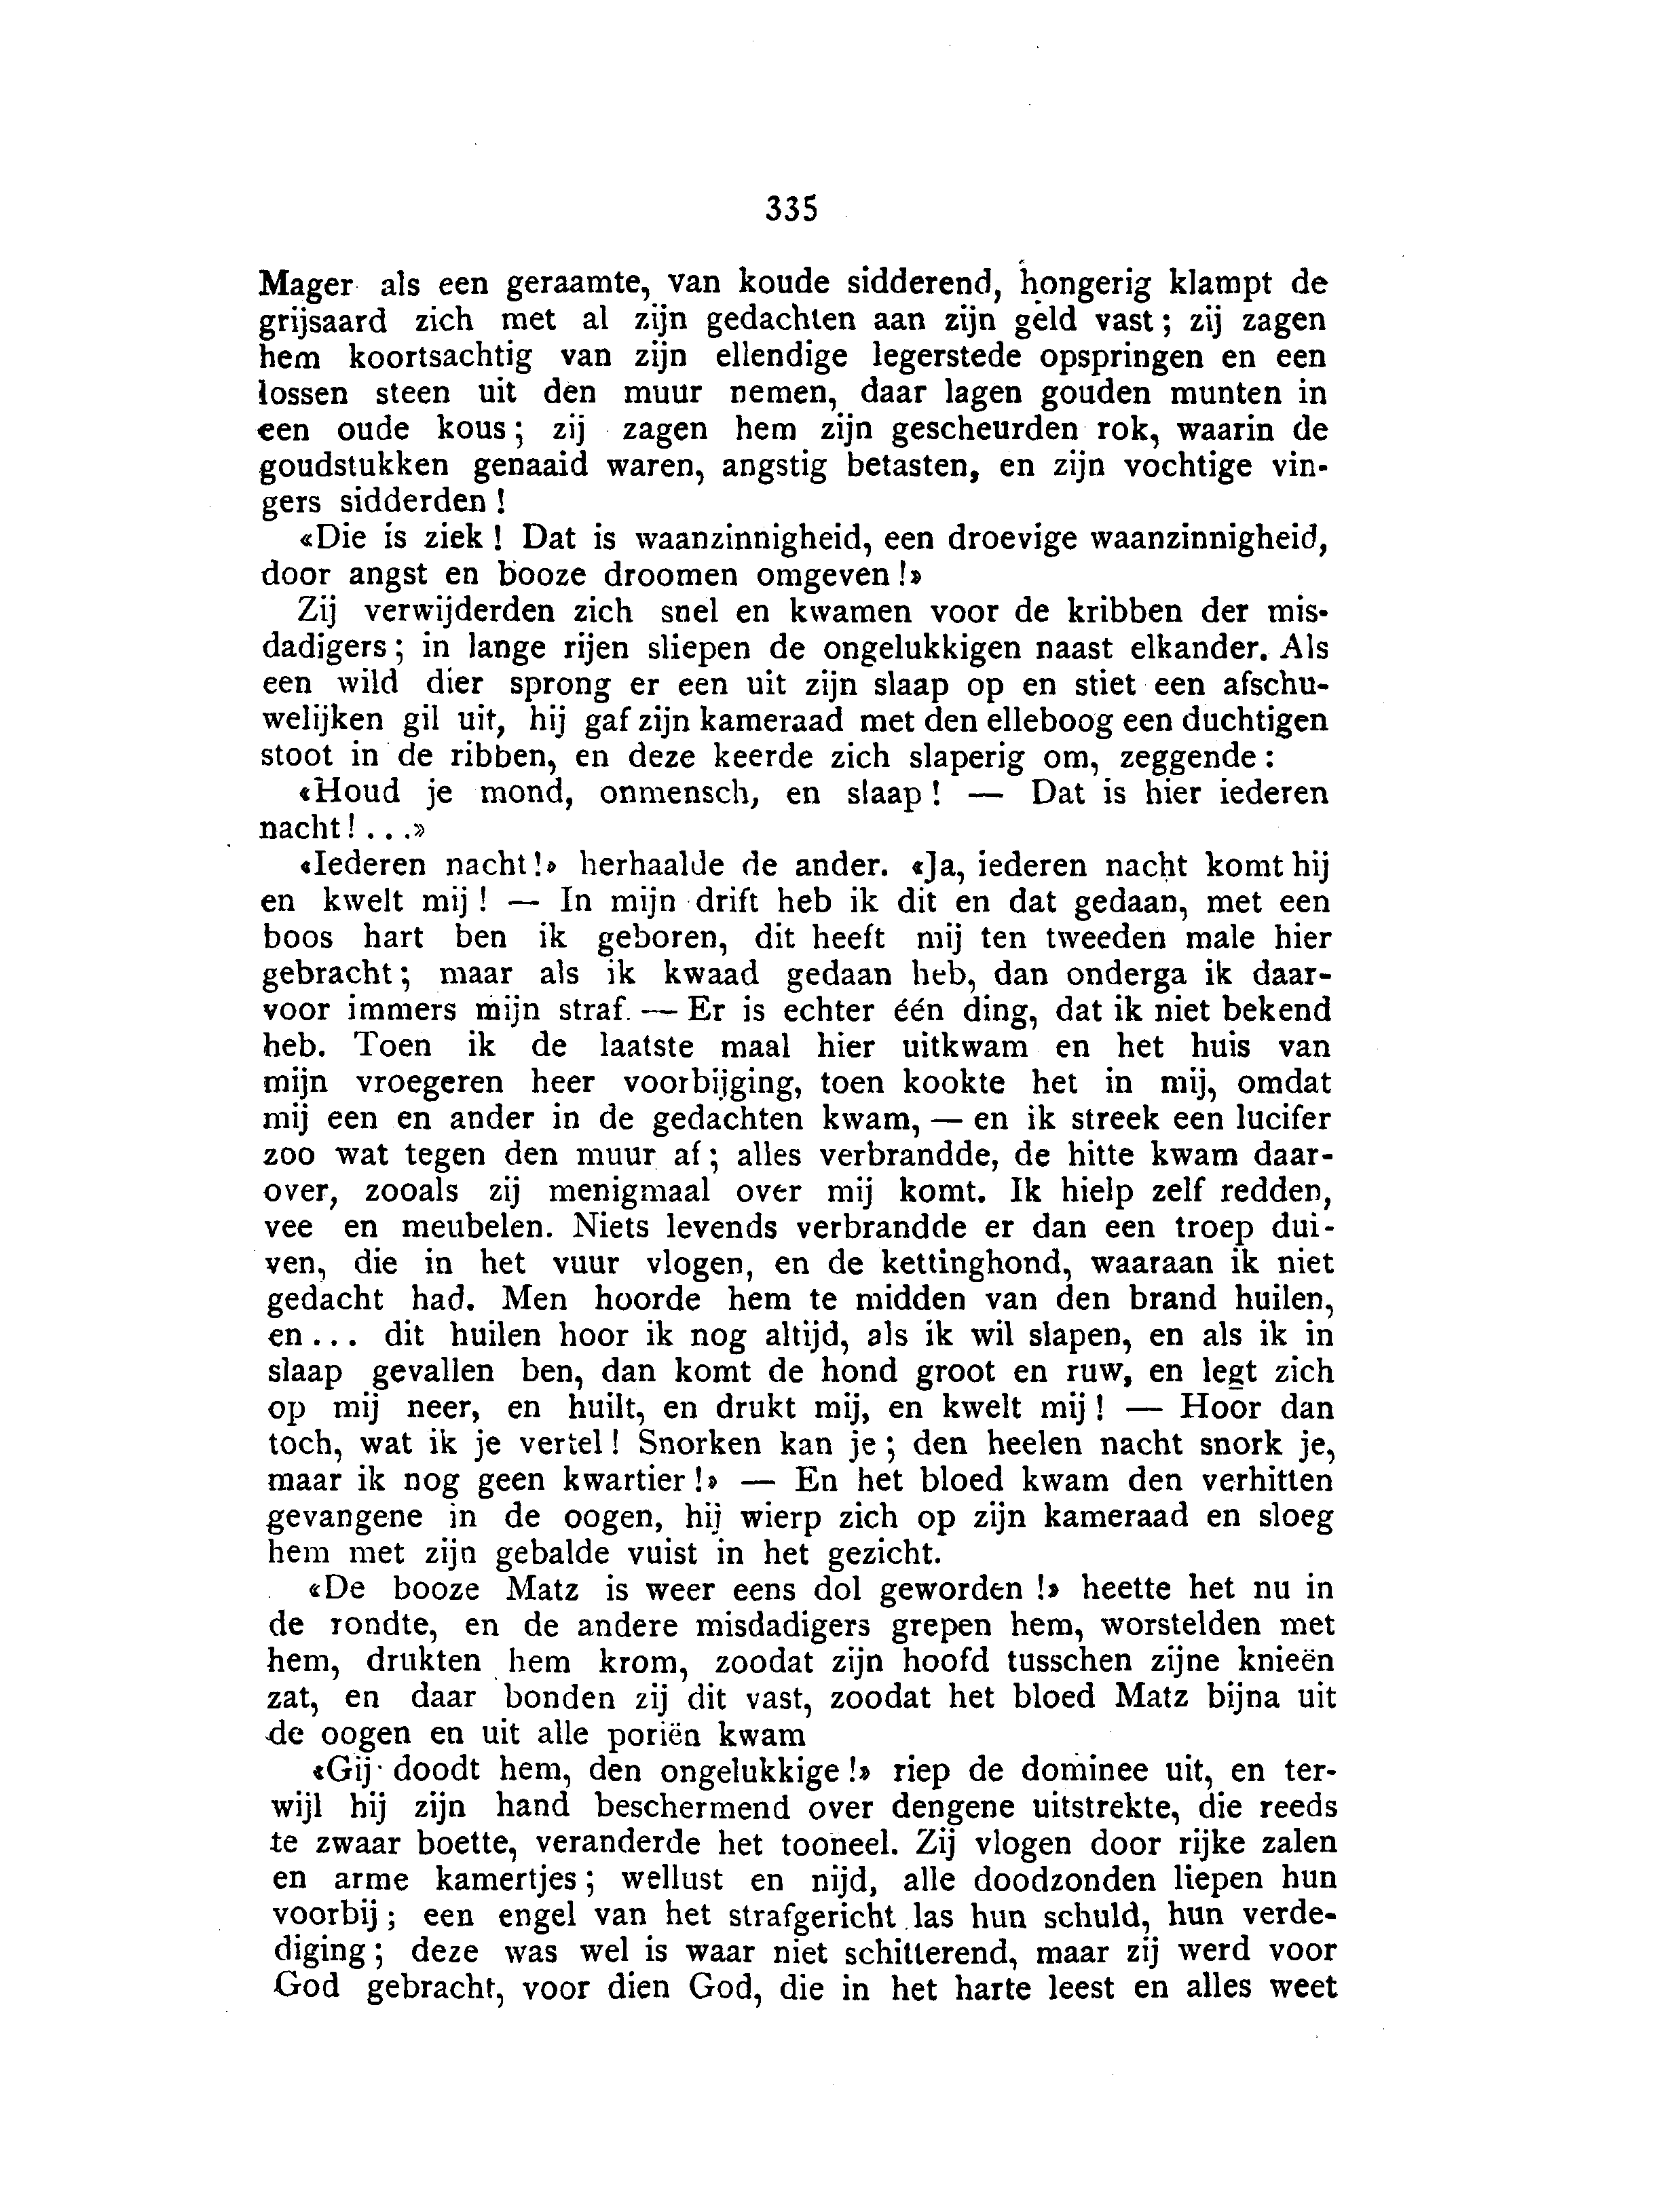 335
Mager als een geraamte, van koude sidderend, hongerig klampt de
grijsaard zich met al zijn gedachten aan zijn geld vast; zij zagen
hem koortsachtig van zijn ellendige legerstede opspringen en een
lossen steen uit den muur nemen, daar lagen gouden munten in
een oude kous; zij zagen hem zijn gescheurden rok, waarin de
goudstukken genaaid waren, angstig betasten, en zijn vochtige vin-
gers sidderden!
«Die is ziek! Dat is waanzinnigheid, een droevige waanzinnigheid,
door angst en booze droomen omgeven!»
Zij verwijderden zich snel en kwamen voor de kribben der mis-
dadigers; in lange rijen sliepen de ongelukkigen naast elkander. Als
een wild dier sprong er een uit zijn slaap op en stiet een afschu-
welijken gil uit, hij gaf zijn kameraad met den elleboog een duchtigen
stoot in de ribben, en deze keerde zich slaperig om, zeggende:
«Houd je mond, onmensch, en slaap! — Dat is hier iederen
nacht!...»
«Iederen nacht!» herhaalde de ander. «Ja, iederen nacht komt hij
en kwelt mij! — In mijn drift heb ik dit en dat gedaan, met een
boos hart ben ik geboren, dit heeft mij ten tweeden male hier
gebracht; maar als ik kwaad gedaan heb, dan onderga ik daar-
voor immers mijn straf. — Er is echter één ding, dat ik niet bekend
heb. Toen ik de laatste maal hier uitkwam en het huis van
mijn vroegeren heer voorbijging, toen kookte het in mij, omdat
mij een en ander in de gedachten kwam, — en ik streek een lucifer
zoo wat tegen den muur af; alles verbrandde, de hitte kwam daar-
over, zooals zij menigmaal over mij komt. Ik hielp zelf redden,
vee en meubelen. Niets levends verbrandde er dan een troep dui-
ven, die in het vuur vlogen, en de kettinghond, waaraan ik niet
gedacht had. Men hoorde hem te midden van den brand huilen,
en... dit huilen hoor ik nog altijd, als ik wil slapen, en als ik in
slaap gevallen ben, dan komt de hond groot en ruw, en legt zich
op mij neer, en huilt, en drukt mij, en kwelt mij! — Hoor dan
toch, wat ik je vertel! Snorken kan je; den heelen nacht snork je,
maar ik nog geen kwartier!» — En het bloed kwam den verhitten
gevangene in de oogen, hij wierp zich op zijn kameraad en sloeg
hem met zijn gebalde vuist in het gezicht.
«De booze Matz is weer eens dol geworden!» heette het nu in
de rondte, en de andere misdadigers grepen hem, worstelden met
hem, drukten hem krom, zoodat zijn hoofd tusschen zijne knieën
zat, en daar bonden zij dit vast, zoodat het bloed Matz bijna uit
de oogen en uit alle poriën kwam
«Gij doodt hem, den ongelukkige!» riep de dominee uit, en ter-
wijl hij zijn hand beschermend over dengene uitstrekte, die reeds
te zwaar boette, veranderde het tooneel. Zij vlogen door rijke zalen
en arme kamertjes; wellust en nijd, alle doodzonden liepen hun
voorbij; een engel van het strafgericht las hun schuld, hun verde-
diging; deze was wel is waar niet schitterend, maar zij werd voor
God gebracht, voor dien God, die in het harte leest en alles weet